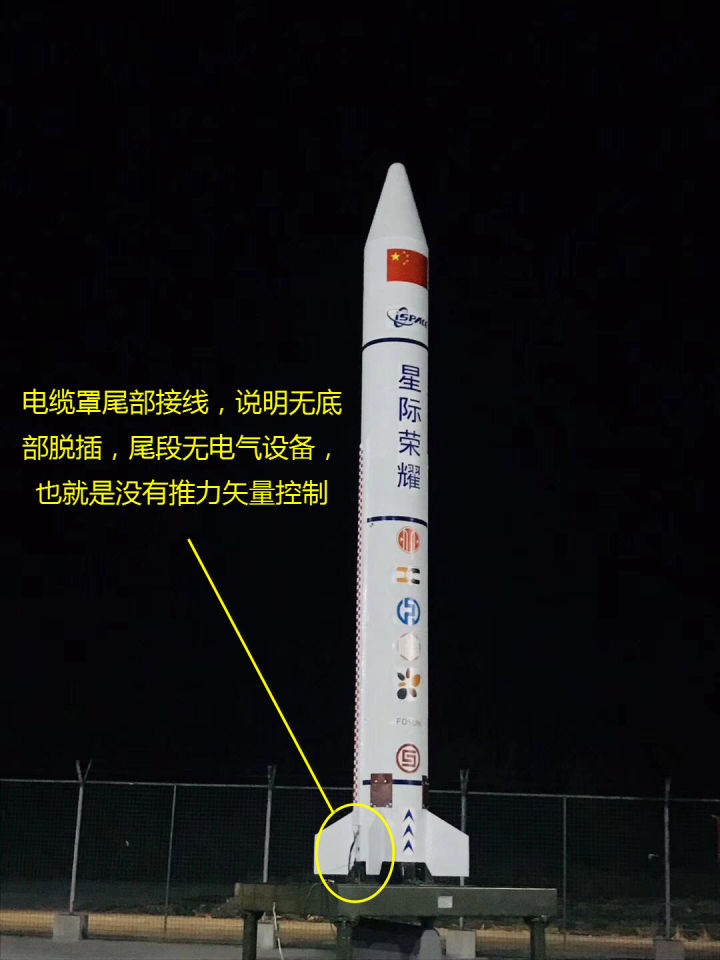 iSPACE
星际荣耀
电缆罩尾部接线，说明无底
部脱插，尾段无电气设备，
也就是没有推力矢量控制
FOSUN